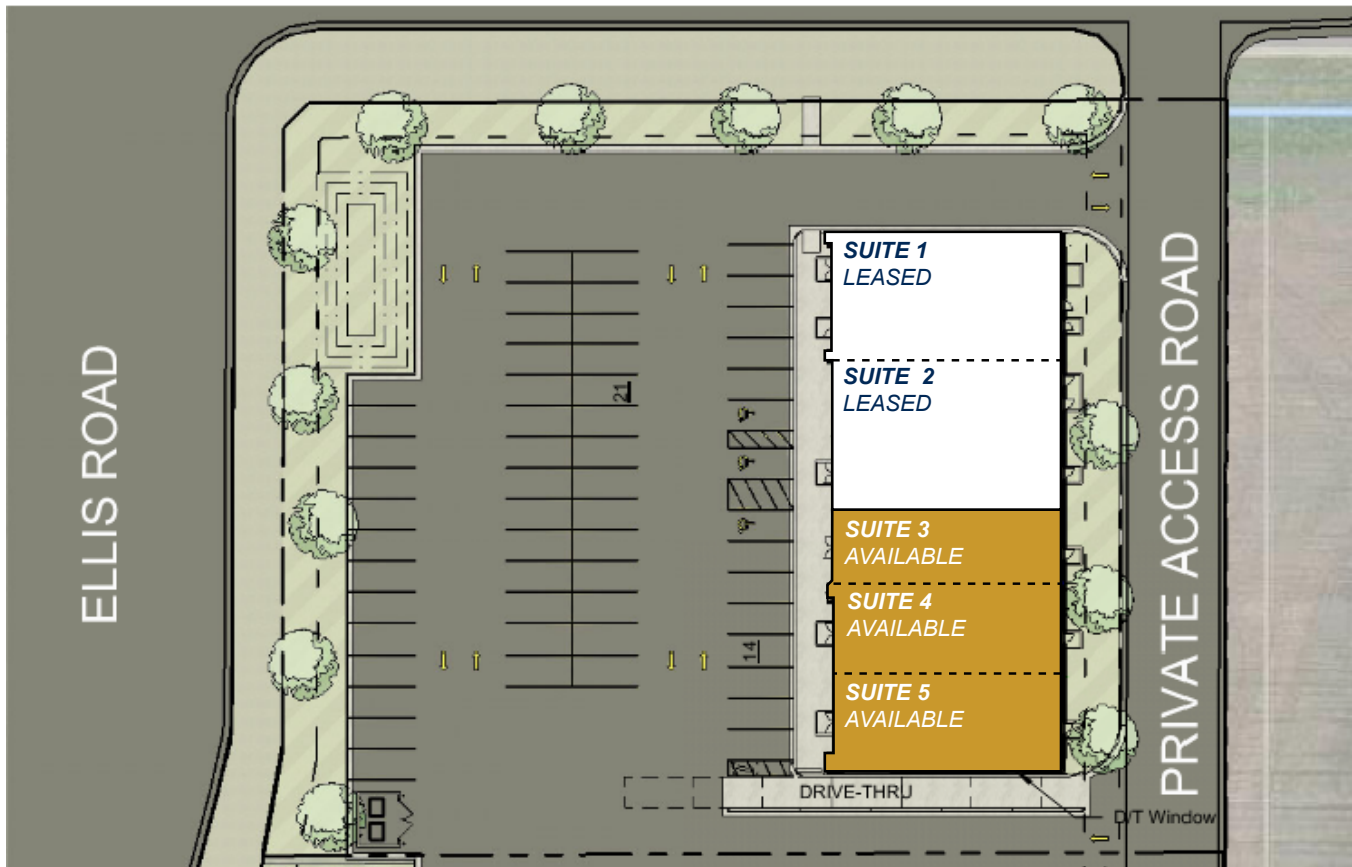 ELLIS ROAD
SUITE 1
LEASED
SUITE 2
LEASED
21
SUITE 3
AVAILABLE
SUITE 4
AVAILABLE
14
SUITE 5
AVAILABLE
DRIVE-THRU
D/T Window
PRIVATE ACCESS ROAD